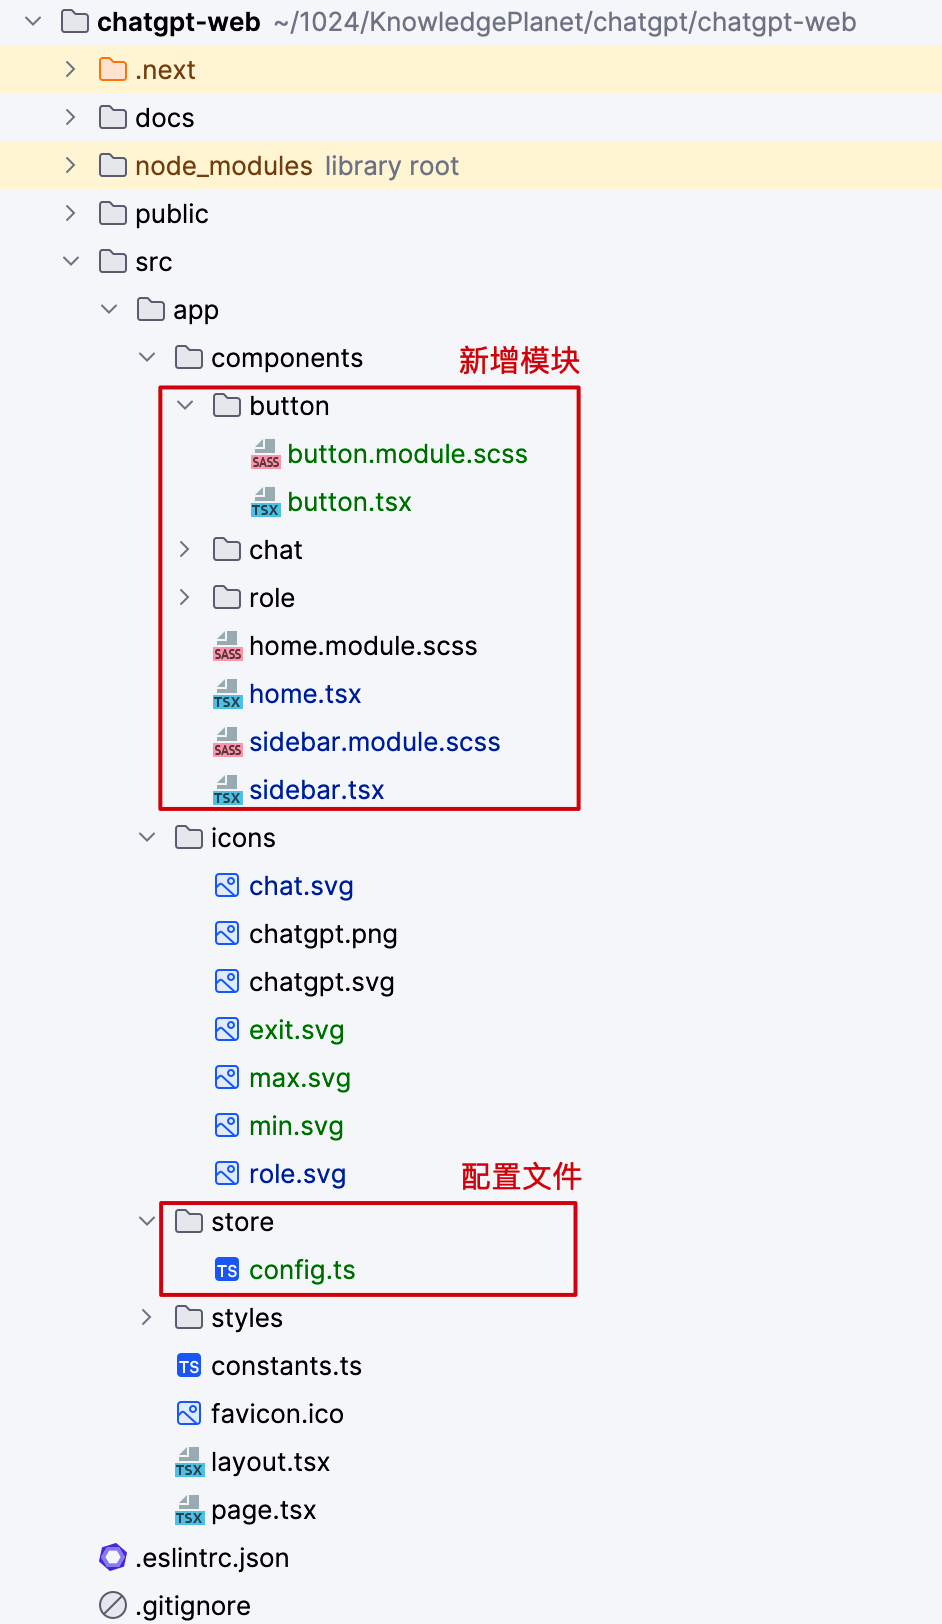 chatgpt-web ~/1024/KnowledgePlanet/chatgpt/chatgpt-web
.next
docs
node_modules library root
public
src
app
components 新增模块
button
SASS button.module.scss
TSX button.tsx
chat
role
SASS home.module.scss
TSX home.tsx
SASS sidebar.module.scss
TSX sidebar.tsx
icons
chat.svg
chatgpt.png
chatgpt.svg
exit.svg
max.svg
min.svg
role.svg 配置文件
store
TS config.ts
styles
TS constants.ts
favicon.ico
TSX layout.tsx
TSX page.tsx
.eslintrc.json
.gitignore